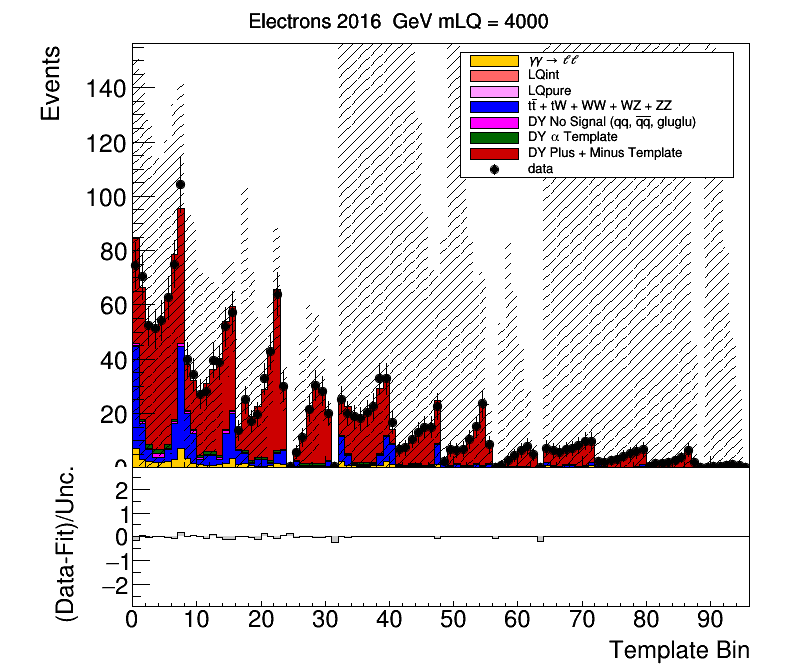 Electrons 2016 GeV mLQ = 4000
Events
140
120
100
80
60
40
20
0
γγ → ℓℓ
LQint
LQpure
tt̅ + tW + WW + WZ + ZZ
DY No Signal (qq, q̅q̅, gluglu)
DY α Template
DY Plus + Minus Template
data
(Data-Fit)/Unc.
2
1
0
−1
−2
0 10 20 30 40 50 60 70 80 90
Template Bin